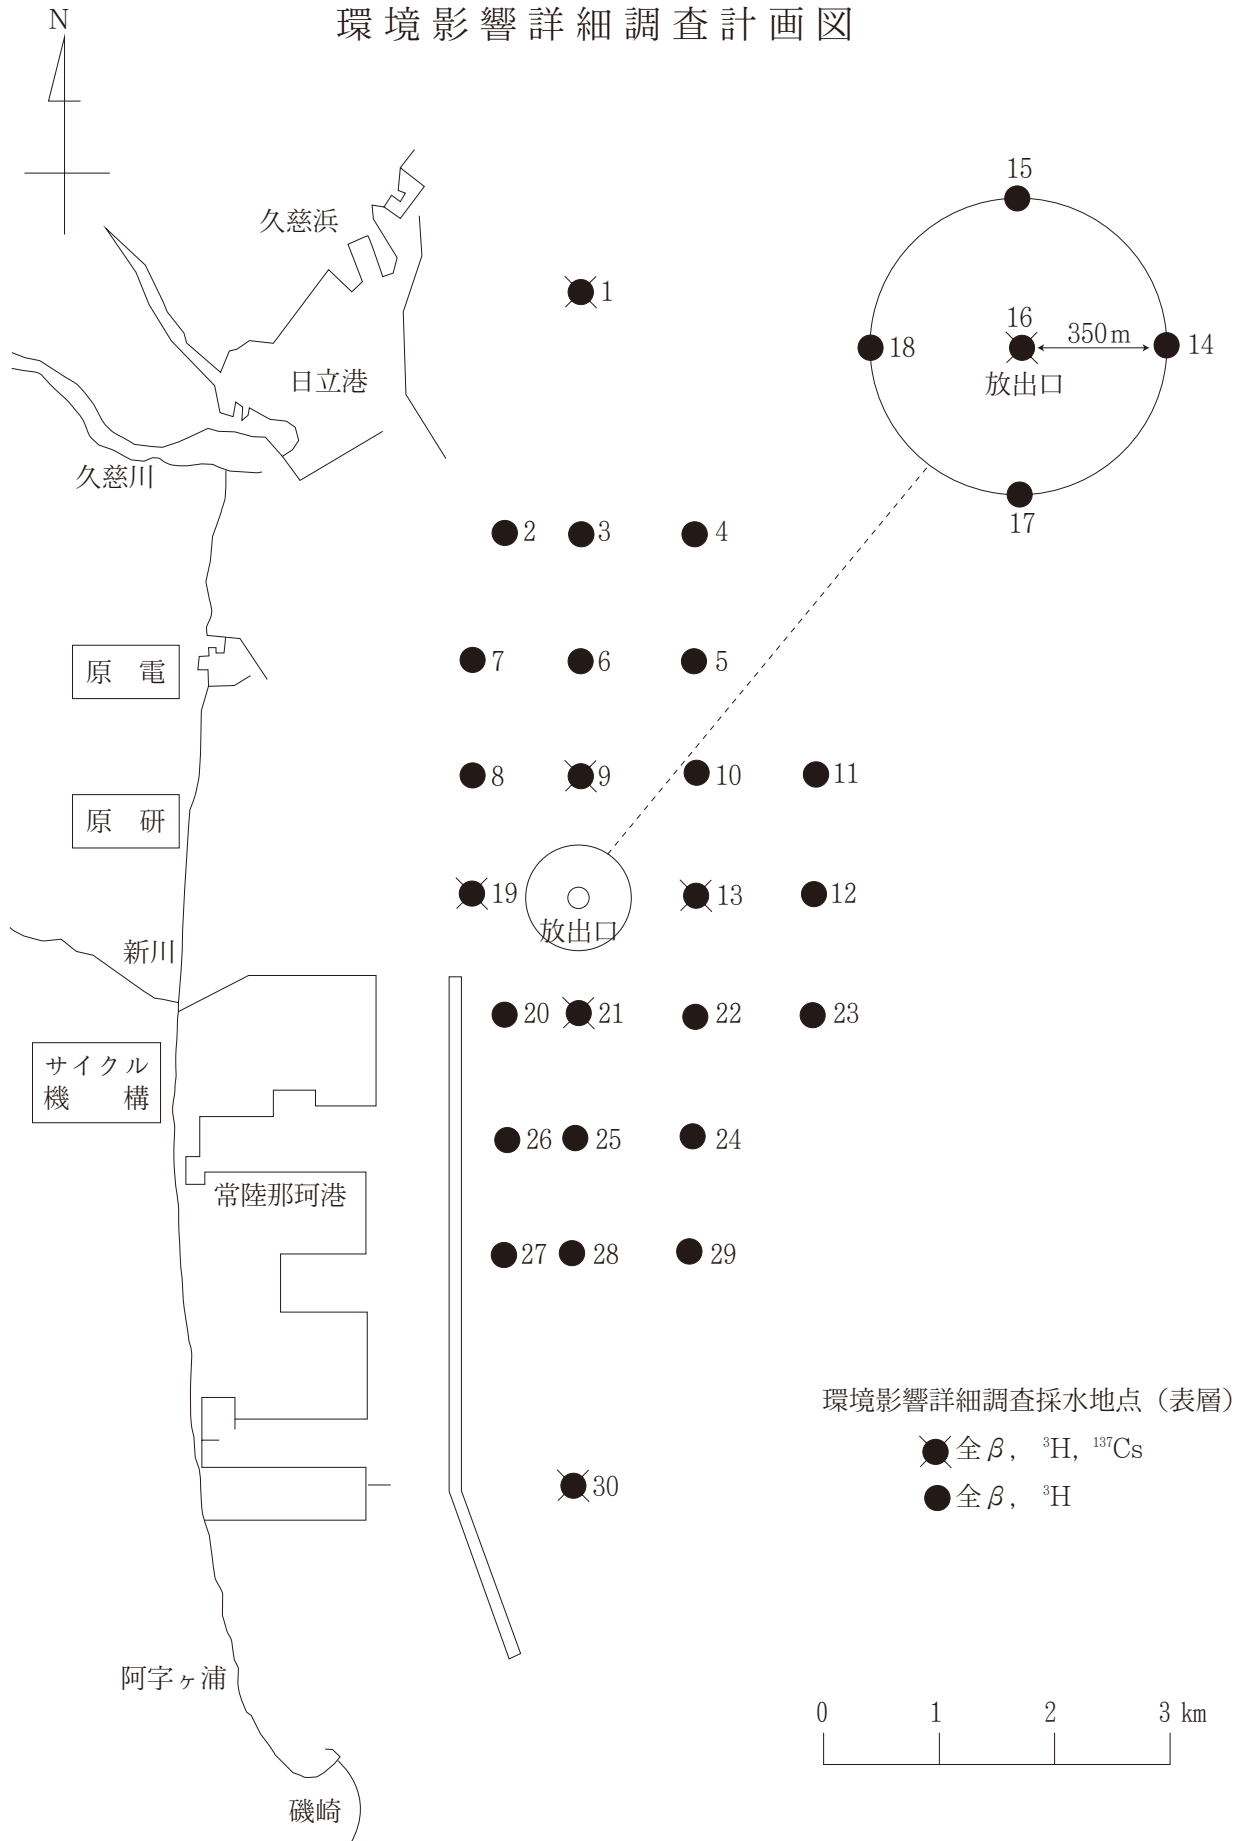 環境影響詳細調査計画図
N
久慈浜
日立港
久慈川
1
15
16
350m
18
14
放出口
17
2
3
4
原電
7
6
5
8
9
10
11
原研
19
13
12
放出口
新川
20
21
22
23
サイクル
機構
26
25
24
常陸那珂港
27
28
29
環境影響詳細調査採水地点（表層）
全β, ³H, ¹³⁷Cs
全β, ³H
30
阿字ヶ浦
0 1 2 3 km
磯崎